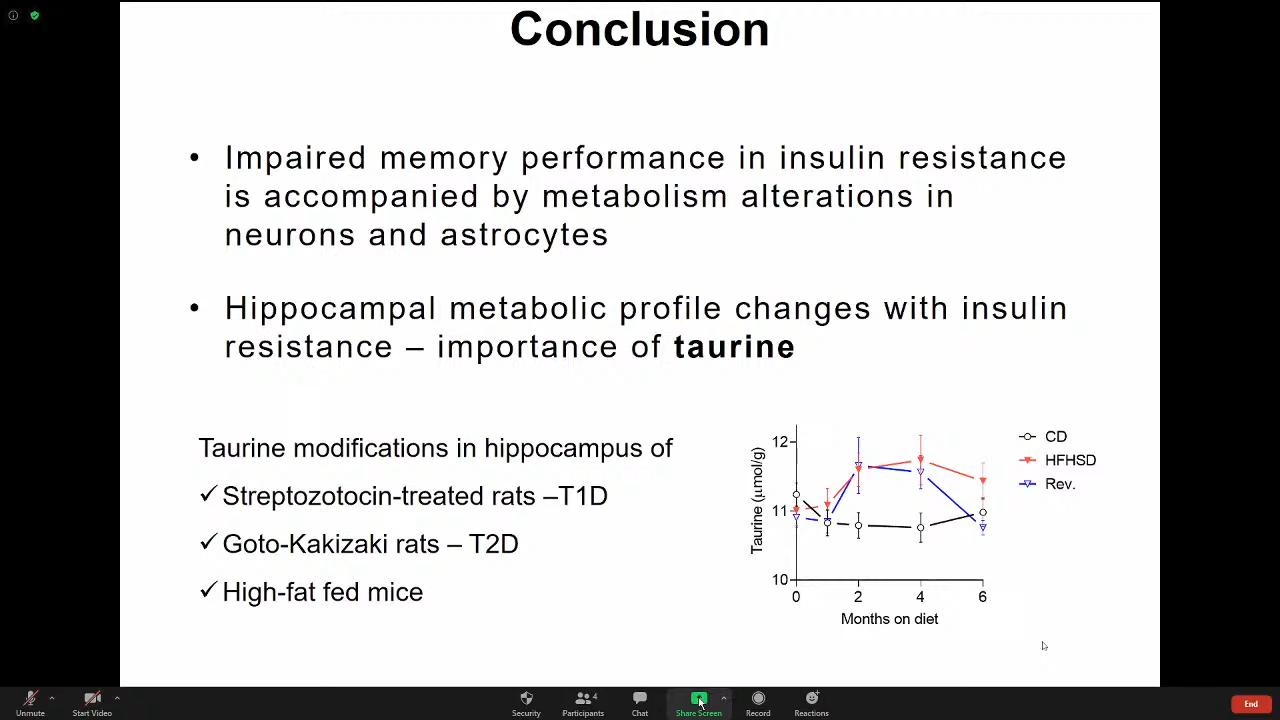 Conclusion
• Impaired memory performance in insulin resistance
is accompanied by metabolism alterations in
neurons and astrocytes
• Hippocampal metabolic profile changes with insulin
resistance – importance of taurine
Taurine modifications in hippocampus of
✓ Streptozotocin-treated rats –T1D
✓ Goto-Kakizaki rats – T2D
✓ High-fat fed mice
Taurine (μmol/g)
12
11
10
0 2 4 6
Months on diet
CD
HFHSD
Rev.
Unmute
Start Video
Security
Participants 4
Chat
Share Screen
Record
Reactions
End